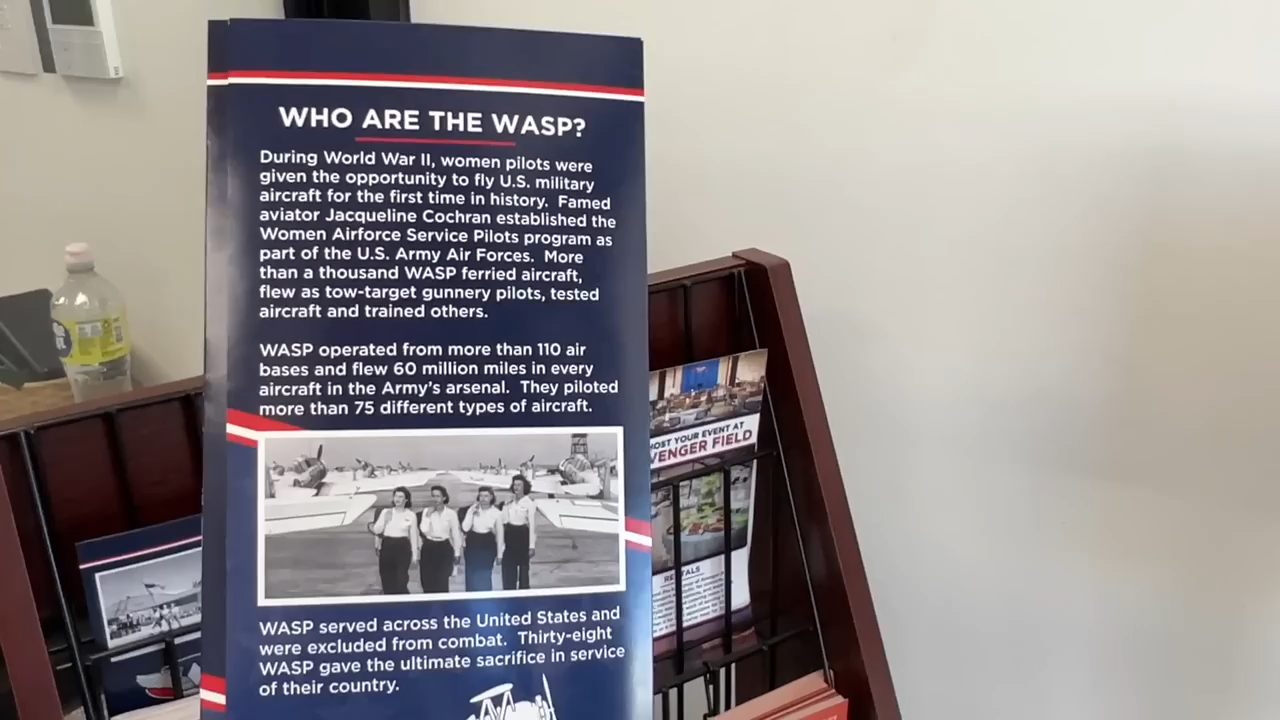 WHO ARE THE WASP?
During World War II, women pilots were
given the opportunity to fly U.S. military
aircraft for the first time in history. Famed
aviator Jacqueline Cochran established the
Women Airforce Service Pilots program as
part of the U.S. Army Air Forces. More
than a thousand WASP ferried aircraft,
flew as tow-target gunnery pilots, tested
aircraft and trained others.
WASP operated from more than 110 air
bases and flew 60 million miles in every
aircraft in the Army's arsenal. They piloted
more than 75 different types of aircraft.
WASP served across the United States and
were excluded from combat. Thirty-eight
WASP gave the ultimate sacrifice in service
of their country.
HOST YOUR EVENT AT
VENGER FIELD